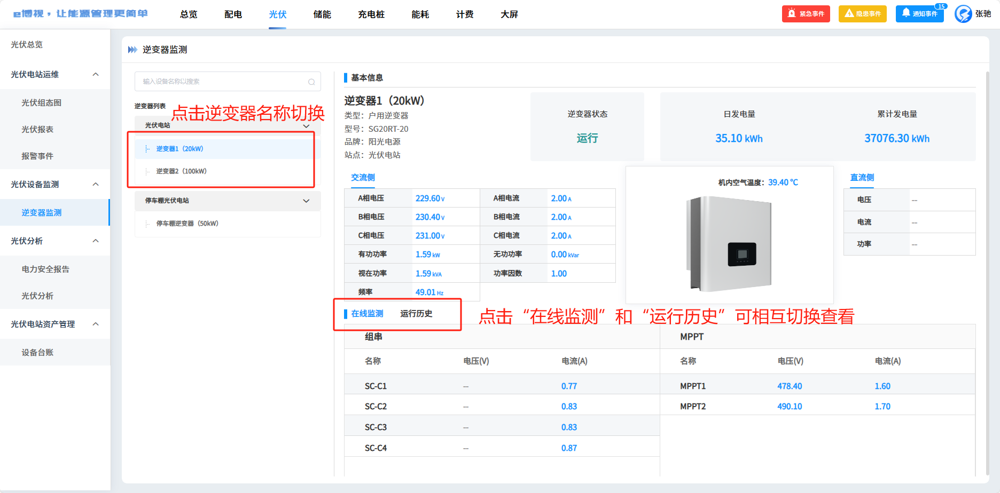 e博视，让能源管理更简单
总览 配电 光伏 储能 充电桩 能耗 计费 大屏
紧急事件 隐患事件 通知事件 15 张驰
光伏总览
光伏电站运维
光伏组态图
光伏报表
报警事件
光伏设备监测
逆变器监测
光伏分析
电力安全报告
光伏分析
光伏电站资产管理
设备台账
逆变器监测
输入设备名称以搜索
逆变器列表
点击逆变器名称切换
光伏电站
逆变器1（20kW）
逆变器2（100kW）
停车棚光伏电站
停车棚逆变器（50kW）
基本信息
逆变器1（20kW）
类型：户用逆变器
型号：SG20RT-20
品牌：阳光电源
站点：光伏电站
逆变器状态
运行
日发电量 累计发电量
35.10 kWh 37076.30 kWh
交流侧
A相电压 229.60 V A相电流 2.00 A
B相电压 230.40 V B相电流 2.00 A
C相电压 231.00 V C相电流 2.00 A
有功功率 1.59 kW 无功功率 0.00 kVar
视在功率 1.59 kVA 功率因数 1.00
频率 49.01 Hz
机内空气温度：39.40 ℃
直流侧
电压 --
电流 --
功率 --
在线监测 运行历史
点击“在线监测”和“运行历史”可相互切换查看
组串 MPPT
名称 电压(V) 电流(A) 名称 电压(V) 电流(A)
SC-C1 -- 0.77 MPPT1 478.40 1.60
SC-C2 -- 0.83 MPPT2 490.10 1.70
SC-C3 -- 0.83
SC-C4 -- 0.87